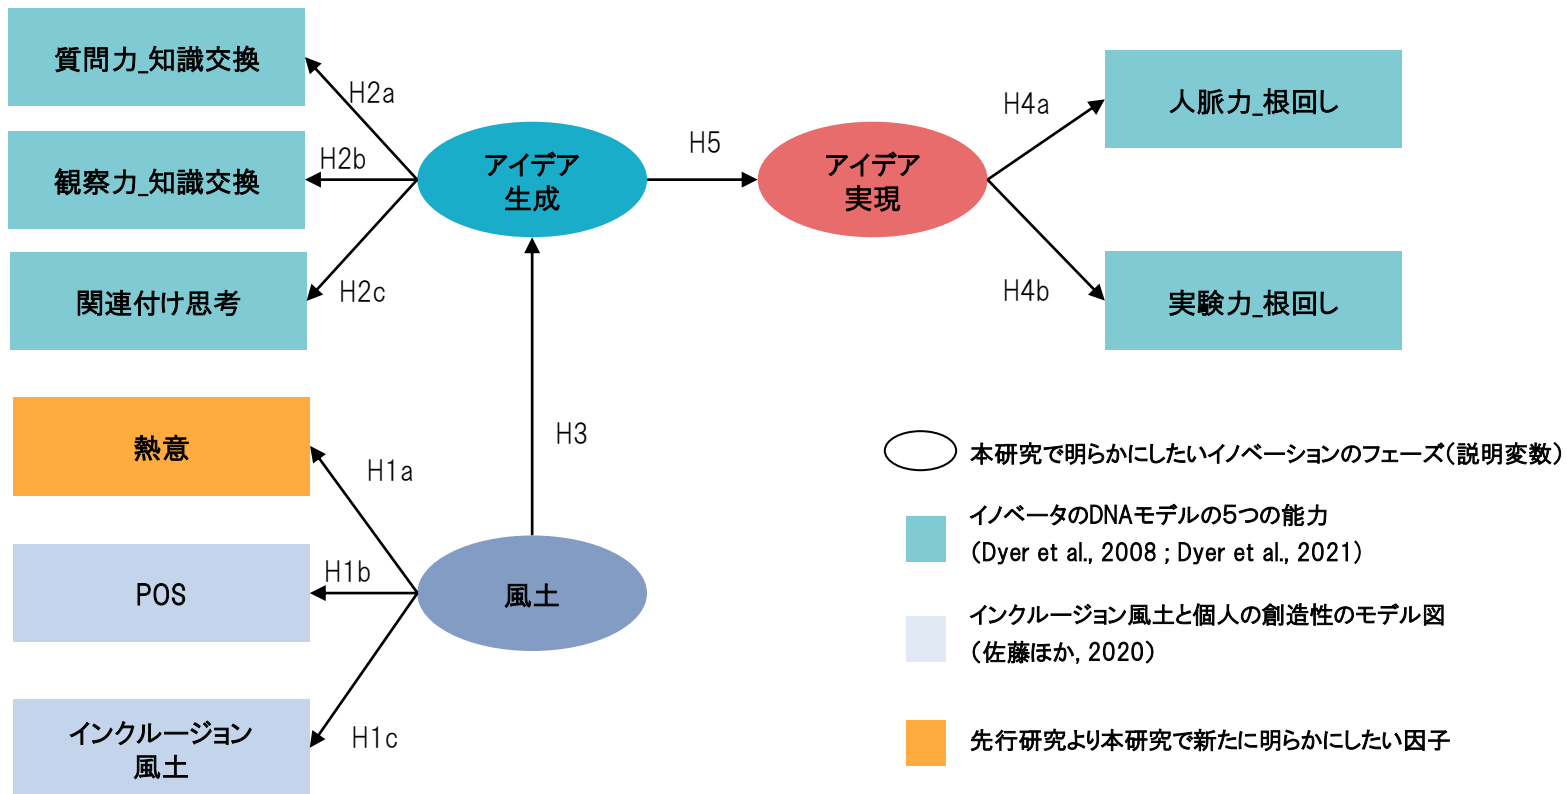 質問力_知識交換
H2a
観察力_知識交換
H2b
関連付け思考
H2c
アイデア
生成
H5
アイデア
実現
H4a
人脈力_根回し
H4b
実験力_根回し
H3
熱意
H1a
POS
H1b
インクルージョン
風土
H1c
風土
本研究で明らかにしたいイノベーションのフェーズ(説明変数)
イノベータのDNAモデルの5つの能力
(Dyer et al., 2008 ; Dyer et al., 2021)
インクルージョン風土と個人の創造性のモデル図
(佐藤ほか, 2020)
先行研究より本研究で新たに明らかにしたい因子